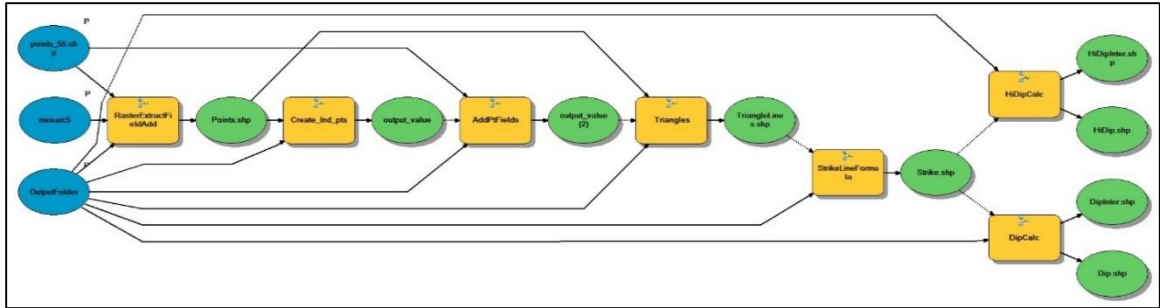 P
points_55.sh
p
P
mosaic5
P
OutputFolder
RasterExtractFi
eldAdd
Points.shp
Create_Ind_pts
output_value
AddPtFields
output_value
(2)
Triangles
TriangleLine
s.shp
StrikeLineFormu
la
Strike.shp
HiDipCalc
HiDipInter.sh
p
HiDip.shp
DipCalc
DipInter.shp
Dip.shp